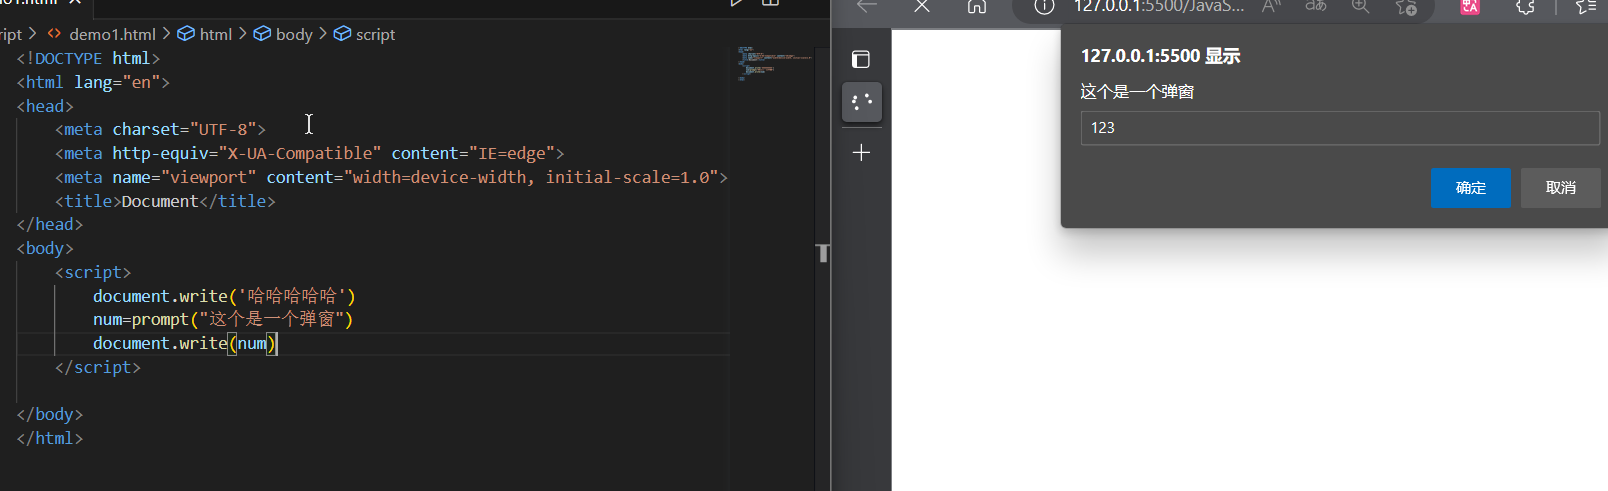 ript > <> demo1.html > html > body > script
<!DOCTYPE html>
<html lang="en">
<head>
    <meta charset="UTF-8">
    <meta http-equiv="X-UA-Compatible" content="IE=edge">
    <meta name="viewport" content="width=device-width, initial-scale=1.0">
    <title>Document</title>
</head>
<body>
    <script>
        document.write('哈哈哈哈哈')
        num=prompt("这个是一个弹窗")
        document.write(num)
    </script>
</body>
</html>
127.0.0.1:5500/JavaS...
127.0.0.1:5500 显示
这个是一个弹窗
123
确定 取消